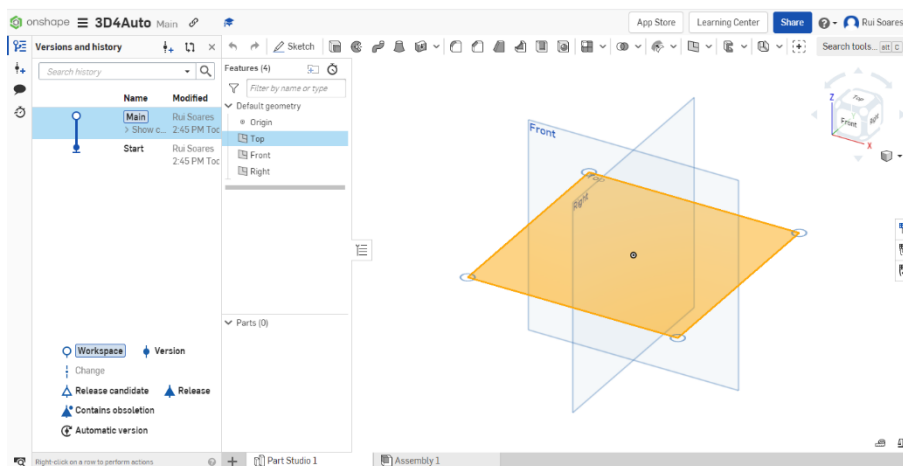 onshape 3D4Auto Main App Store Learning Center Share Rui Soares
Versions and history Sketch Search tools... alt C
Search history Features (4)
Filter by name or type
Name Modified Default geometry
Main Rui Soares Origin
> Show c... 2:45 PM Toc Top
Start Rui Soares Front
2:45 PM Toc Right
Front
Right
Z Top
Front Right
X
Parts (0)
Workspace Version
Change
Release candidate Release
Contains obsoletion
Automatic version
Right-click on a row to perform actions Part Studio 1 Assembly 1